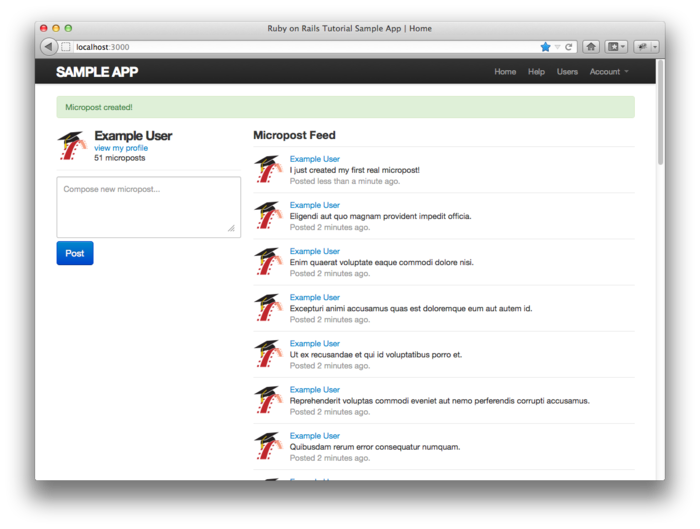 Ruby on Rails Tutorial Sample App | Home
localhost:3000
SAMPLE APP
Home Help Users Account
Micropost created!
Example User
view my profile
51 microposts
Compose new micropost...
Post
Micropost Feed
Example User
I just created my first real micropost!
Posted less than a minute ago.
Example User
Eligendi aut quo magnam provident impedit officia.
Posted 2 minutes ago.
Example User
Enim quaerat voluptate eaque commodi dolore nisi.
Posted 2 minutes ago.
Example User
Excepturi animi accusamus quas est doloremque eum aut autem id.
Posted 2 minutes ago.
Example User
Ut ex recusandae et qui id voluptatibus porro et.
Posted 2 minutes ago.
Example User
Reprehenderit voluptas commodi eveniet aut nemo perferendis corrupti accusamus.
Posted 2 minutes ago.
Example User
Quibusdam rerum error consequatur numquam.
Posted 2 minutes ago.